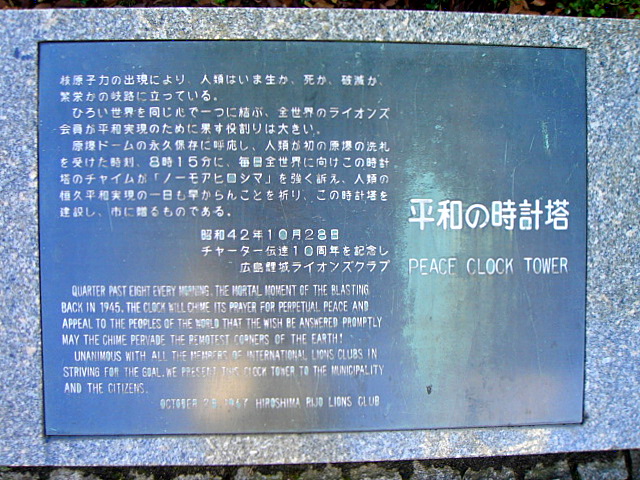 核原子力の出現により、人類はいま生か、死か、破滅か、
繁栄かの岐路に立っている。
ひろい世界を同じ心で一つに結ぶ、全世界のライオンズ
会員が平和実現のために果す役割りは大きい。
原爆ドームの永久保存に呼応し、人類が初の原爆の洗礼
を受けた時刻、8時15分に、毎日全世界に向けこの時計
塔のチャイムが「ノーモアヒロシマ」を強く訴え、人類の
恒久平和実現の一日も早からんことを祈り、この時計塔を
建設し、市に贈るものである。
昭和42年10月28日
チャーター伝達10周年を記念し
広島鯉城ライオンズクラブ
平和の時計塔
PEACE CLOCK TOWER
QUARTER PAST EIGHT EVERY MORNING. THE MORTAL MOMENT OF THE BLASTING
BACK IN 1945. THE CLOCK WILL CHIME ITS PRAYER FOR PERPETUAL PEACE AND
APPEAL TO THE PEOPLES OF THE WORLD THAT THE WISH BE ANSWERED PROMPTLY
MAY THE CHIME PERVADE THE REMOTEST CORNERS OF THE EARTH!
UNANIMOUS WITH ALL THE MEMBERS OF INTERNATIONAL LIONS CLUBS IN
STRIVING FOR THE GOAL. WE PRESENT THIS CLOCK TOWER TO THE MUNICIPALITY
AND THE CITIZENS.
OCTOBER 28 1967 HIROSHIMA RIJO LIONS CLUB